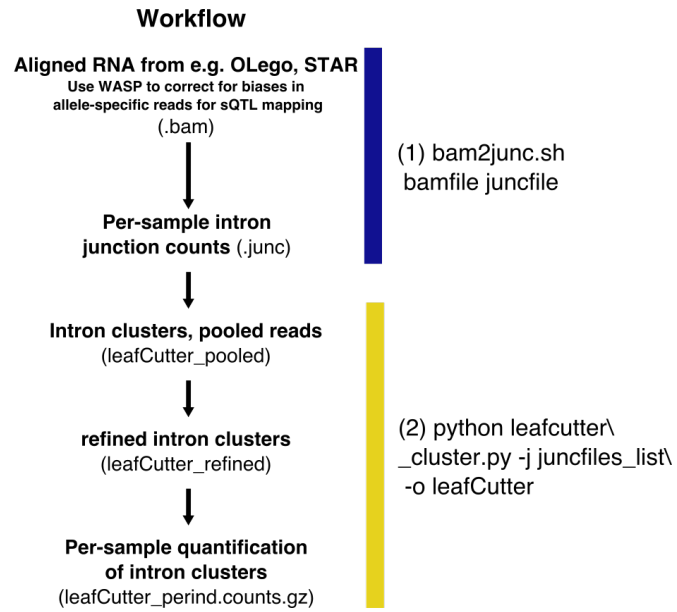 Workflow
Aligned RNA from e.g. OLego, STAR
Use WASP to correct for biases in
allele-specific reads for sQTL mapping
(.bam)
(1) bam2junc.sh
bamfile juncfile
Per-sample intron
junction counts (.junc)
Intron clusters, pooled reads
(leafCutter_pooled)
refined intron clusters
(leafCutter_refined)
(2) python leafcutter\
_cluster.py -j juncfiles_list\
-o leafCutter
Per-sample quantification
of intron clusters
(leafCutter_perind.counts.gz)